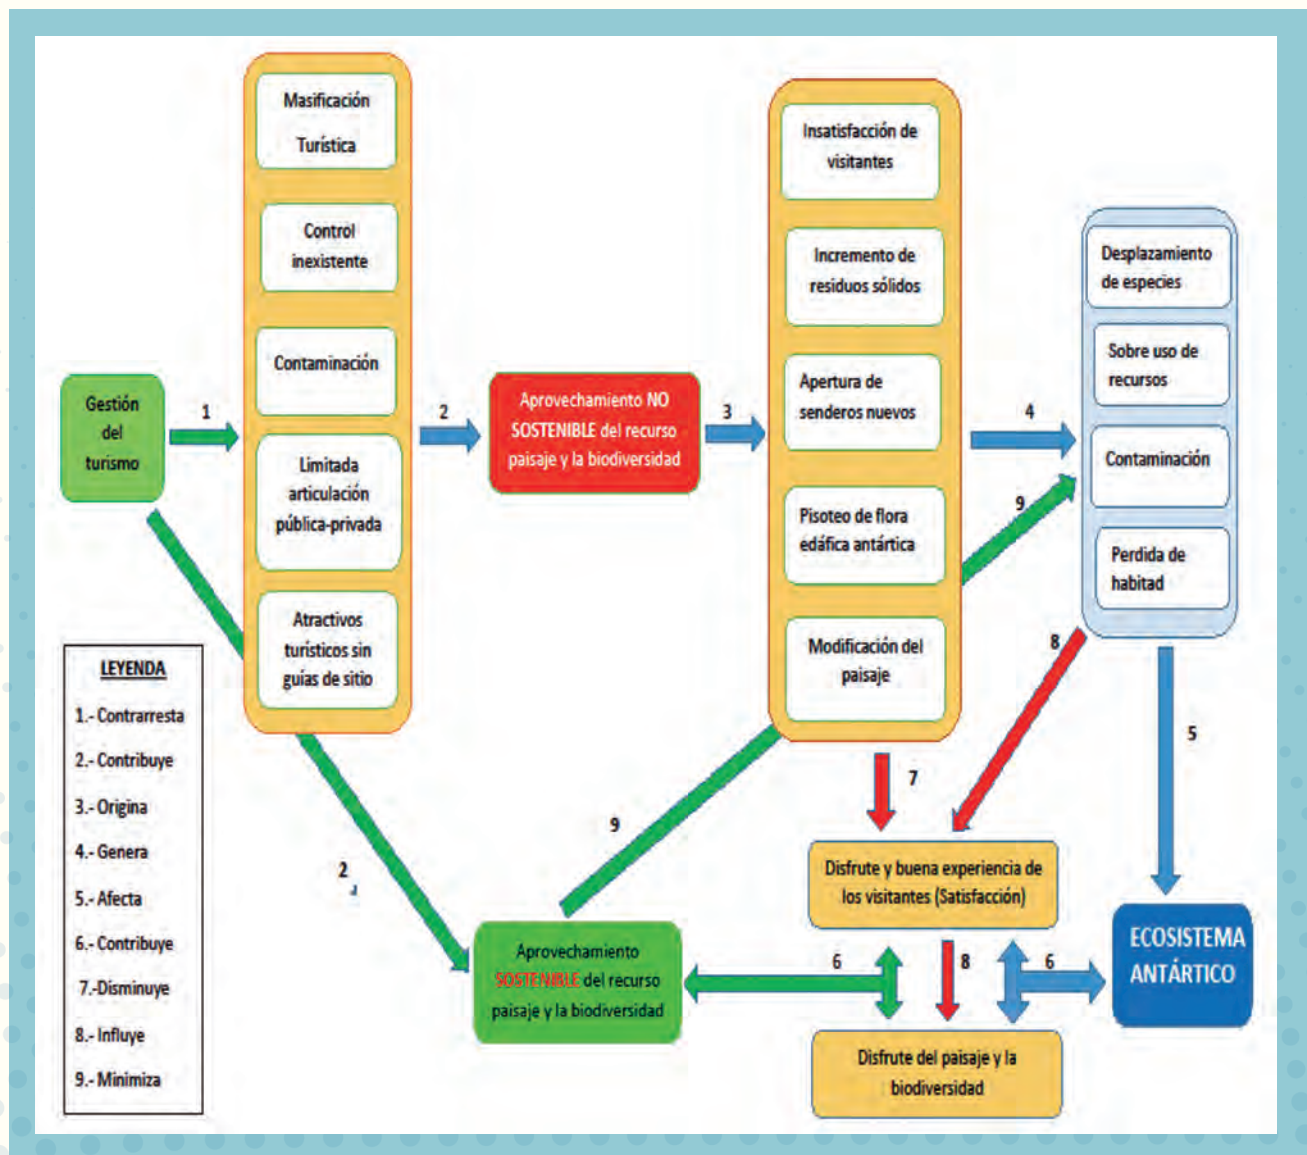 Gestión
del
turismo
1
Masificación
Turística
Control
inexistente
Contaminación
Limitada
articulación
pública-privada
Atractivos
turísticos sin
guías de sitio
2
Aprovechamiento NO
SOSTENIBLE del recurso
paisaje y la biodiversidad
3
Insatisfacción de
visitantes
Incremento de
residuos sólidos
Apertura de
senderos nuevos
Pisoteo de flora
edáfica antártica
Modificación del
paisaje
4
9
Desplazamiento
de especies
Sobre uso de
recursos
Contaminación
Perdida de
habitad
8
5
7
9
2
LEYENDA
1.- Contrarresta
2.- Contribuye
3.- Origina
4.- Genera
5.- Afecta
6.- Contribuye
7.-Disminuye
8.- Influye
9.- Minimiza
Aprovechamiento
SOSTENIBLE del recurso
paisaje y la biodiversidad
Disfrute y buena experiencia de
los visitantes (Satisfacción)
6
8
6
Disfrute del paisaje y la
biodiversidad
ECOSISTEMA
ANTÁRTICO